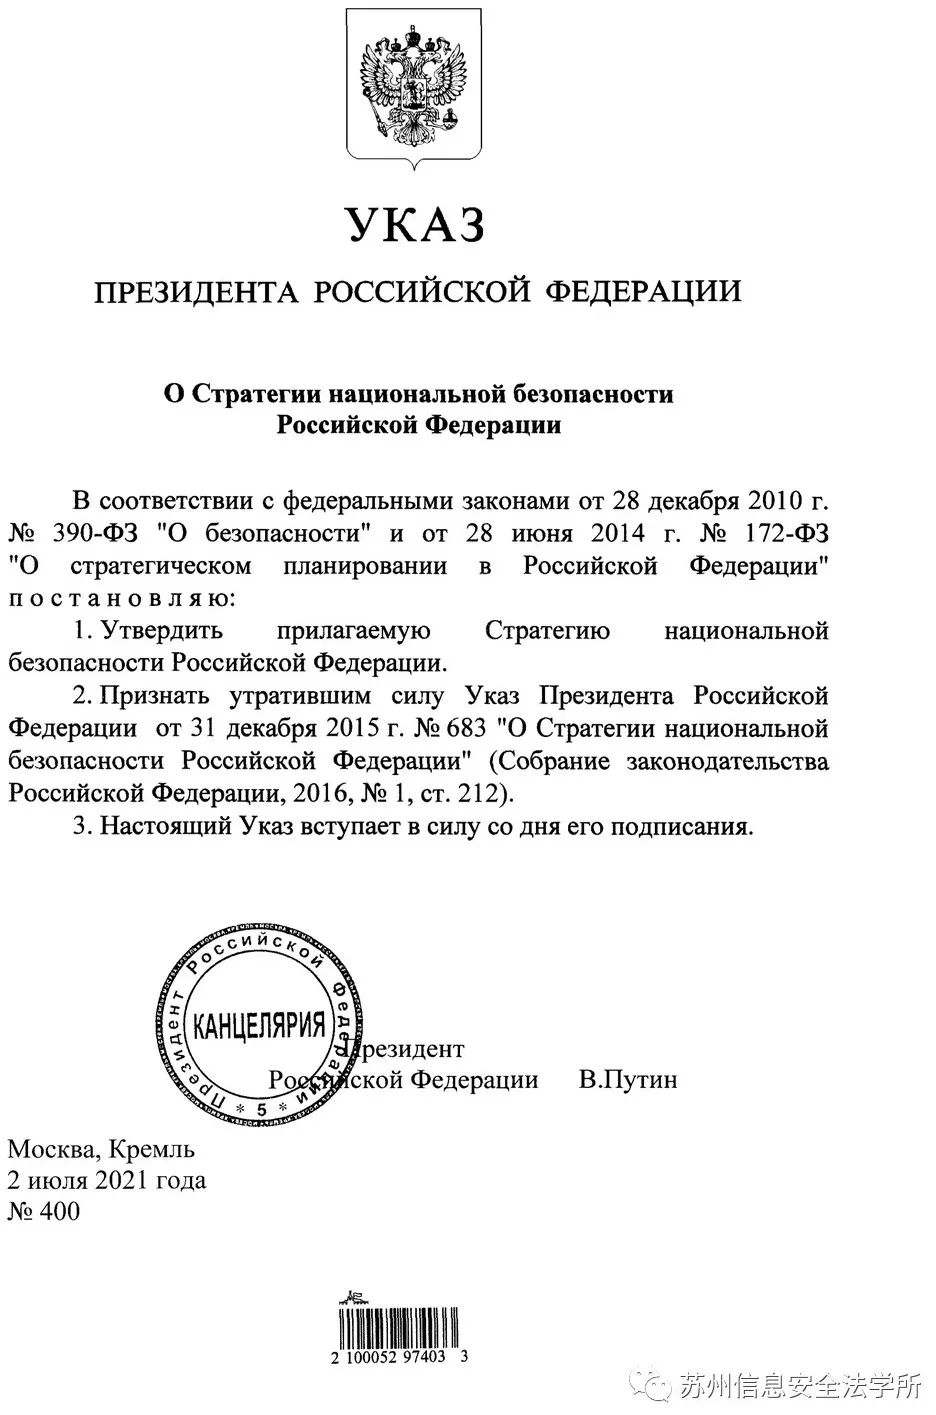 УКАЗ
ПРЕЗИДЕНТА РОССИЙСКОЙ ФЕДЕРАЦИИ
О Стратегии национальной безопасности
Российской Федерации
В соответствии с федеральными законами от 28 декабря 2010 г.
№ 390-ФЗ "О безопасности" и от 28 июня 2014 г. № 172-ФЗ
"О стратегическом планировании в Российской Федерации"
п о с т а н о в л я ю:
1. Утвердить прилагаемую Стратегию национальной
безопасности Российской Федерации.
2. Признать утратившим силу Указ Президента Российской
Федерации от 31 декабря 2015 г. № 683 "О Стратегии национальной
безопасности Российской Федерации" (Собрание законодательства
Российской Федерации, 2016, № 1, ст. 212).
3. Настоящий Указ вступает в силу со дня его подписания.
Президент Российской Федерации
КАНЦЕЛЯРИЯ
* 5 *
Президент
Российской Федерации В.Путин
Москва, Кремль
2 июля 2021 года
№ 400
2 100052 97403 3
苏州信息安全法学所